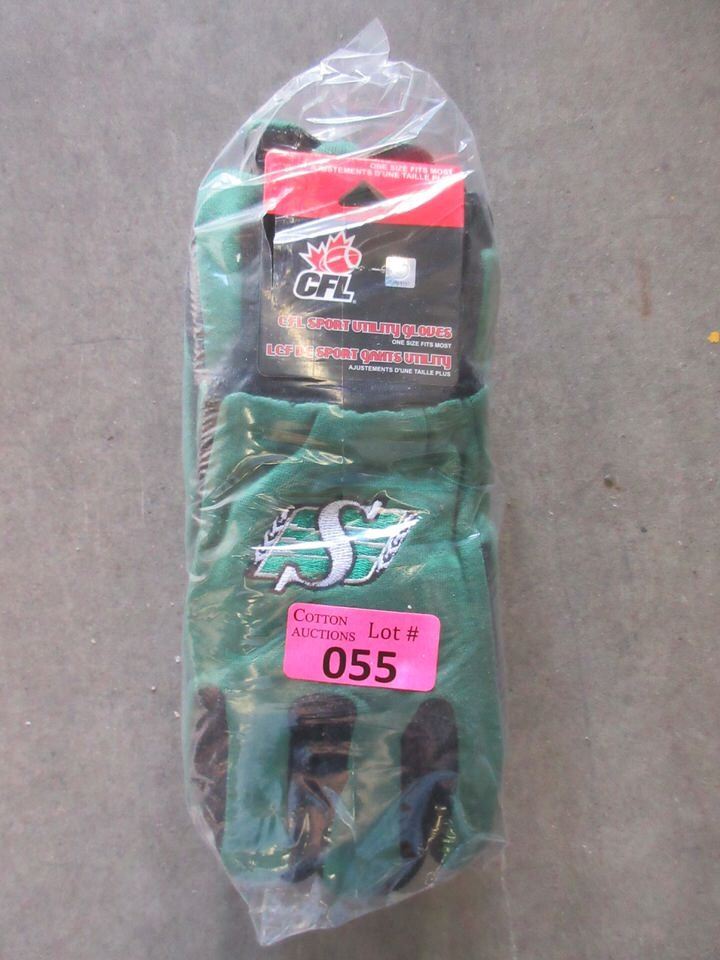 ONE SIZE FITS MOST
AJUSTEMENTS D'UNE TAILLE PLUS
CFL
CFL SPORT UTILITY GLOVES
ONE SIZE FITS MOST
LCF DE SPORT GANTS UTILITY
AJUSTEMENTS D'UNE TAILLE PLUS
S
COTTON
AUCTIONS Lot #
055